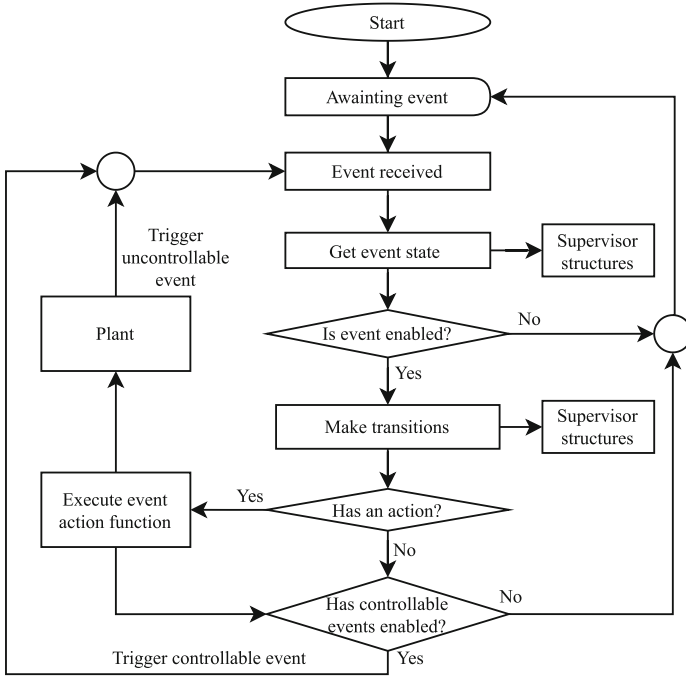 Start
Awainting event
Event received
Trigger
uncontrollable
event
Get event state
Supervisor
structures
Plant
Is event enabled?
No
Yes
Make transitions
Supervisor
structures
Execute event
action function
Yes
Has an action?
No
Has controllable
events enabled?
No
Trigger controllable event
Yes